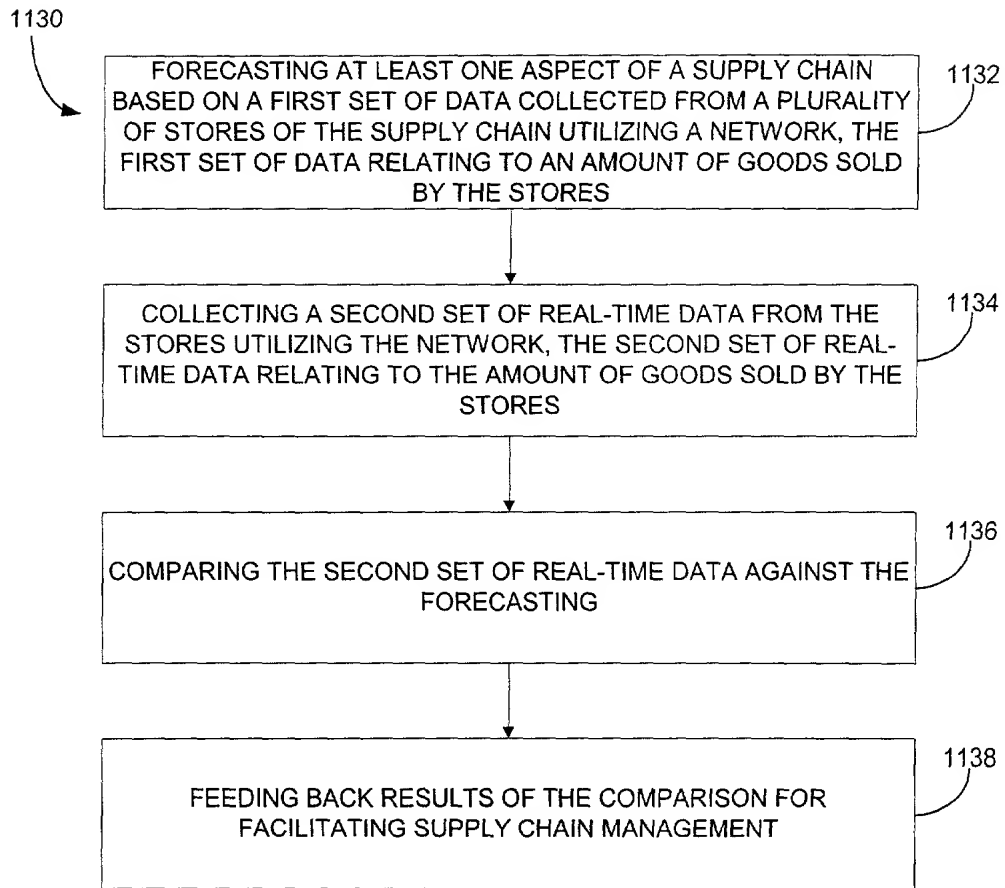 1130
FORECASTING AT LEAST ONE ASPECT OF A SUPPLY CHAIN
BASED ON A FIRST SET OF DATA COLLECTED FROM A PLURALITY
OF STORES OF THE SUPPLY CHAIN UTILIZING A NETWORK, THE
FIRST SET OF DATA RELATING TO AN AMOUNT OF GOODS SOLD
BY THE STORES
1132
COLLECTING A SECOND SET OF REAL-TIME DATA FROM THE
STORES UTILIZING THE NETWORK, THE SECOND SET OF REAL-
TIME DATA RELATING TO THE AMOUNT OF GOODS SOLD BY THE
STORES
1134
COMPARING THE SECOND SET OF REAL-TIME DATA AGAINST THE
FORECASTING
1136
FEEDING BACK RESULTS OF THE COMPARISON FOR
FACILITATING SUPPLY CHAIN MANAGEMENT
1138